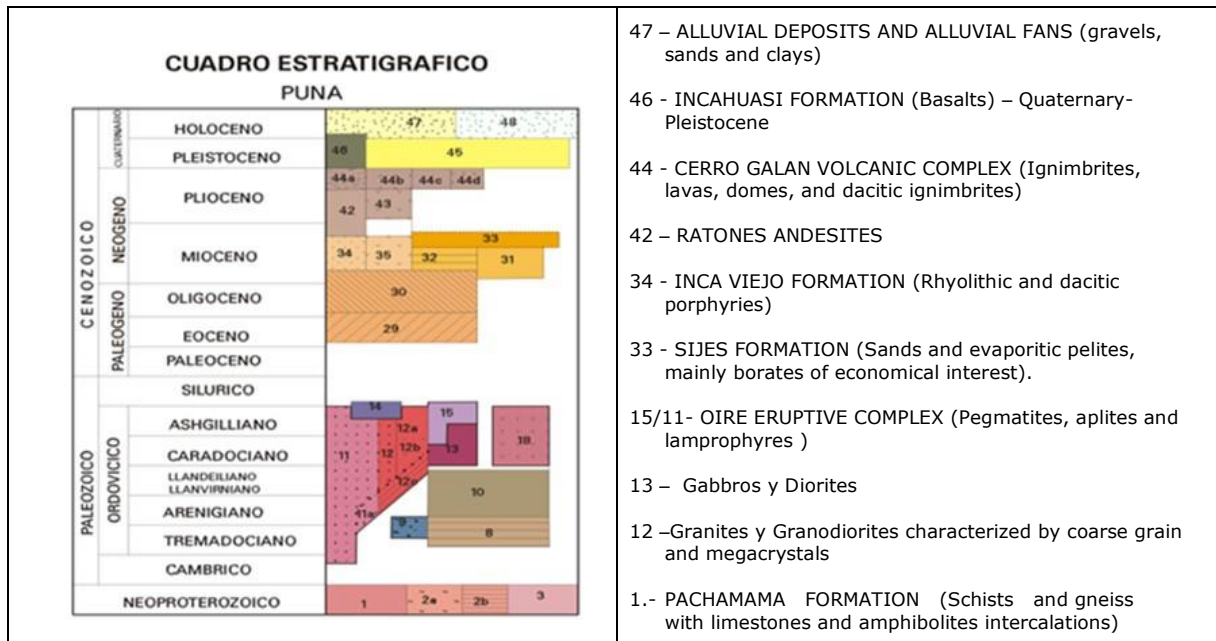 CUADRO ESTRATIGRAFICO
PUNA
CENOZOICO
CUATERNARIO
NEOGENO
PALEOGENO
PALEOZOICO
ORDOVICICO
HOLOCENO
47
48
PLEISTOCENO
46
45
44a
44b
44c
44d
PLIOCENO
42
43
33
MIOCENO
34
35
32
31
OLIGOCENO
30
EOCENO
29
PALEOCENO
SILURICO
14
15
ASHGILLIANO
12a
18
CARADOCIANO
11
12
12b
13
LLANDEILIANO
LLANVIRNIANO
12c
10
ARENIGIANO
11a
9
8
TREMADOCIANO
CAMBRICO
NEOPROTEROZOICO
1
2a
2b
3
47 – ALLUVIAL DEPOSITS AND ALLUVIAL FANS (gravels,
sands and clays)
46 - INCAHUASI FORMATION (Basalts) – Quaternary-
Pleistocene
44 - CERRO GALAN VOLCANIC COMPLEX (Ignimbrites,
lavas, domes, and dacitic ignimbrites)
42 – RATONES ANDESITES
34 - INCA VIEJO FORMATION (Rhyolithic and dacitic
porphyries)
33 - SIJES FORMATION (Sands and evaporitic pelites,
mainly borates of economical interest).
15/11- OIRE ERUPTIVE COMPLEX (Pegmatites, aplites and
lamprophyres )
13 – Gabbros y Diorites
12 –Granites y Granodiorites characterized by coarse grain
and megacrystals
1.- PACHAMAMA FORMATION (Schists and gneiss
with limestones and amphibolites intercalations)